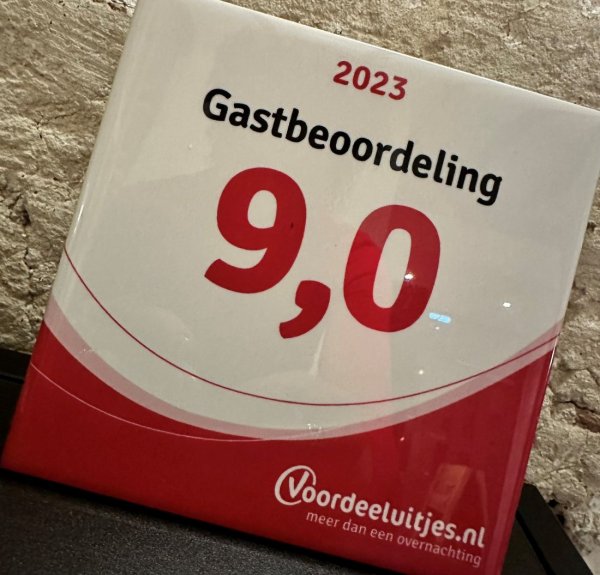 2023
Gastbeoordeling
9,0
Voordeeluitjes.nl
meer dan een overnachting